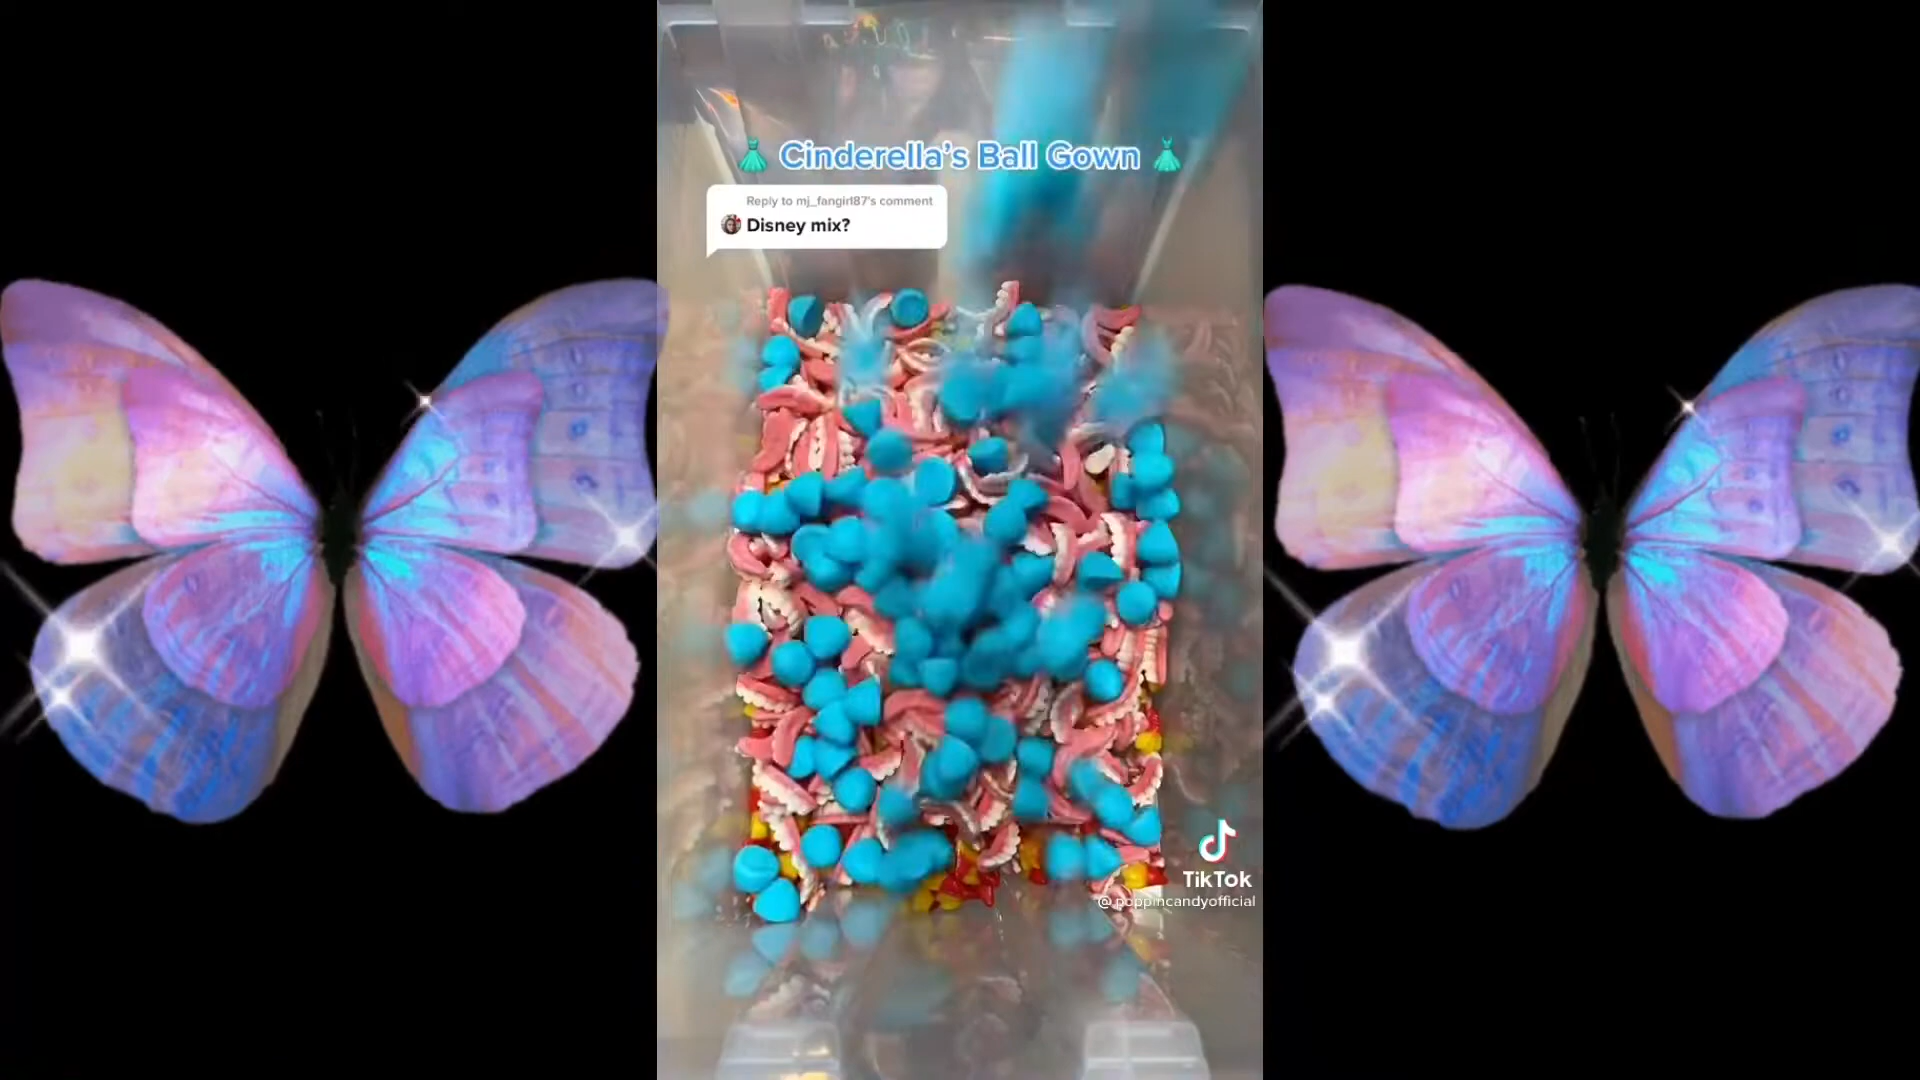 Cinderella's Ball Gown
Reply to mj_fangirl87's comment
Disney mix?
TikTok
@poppincandyofficial